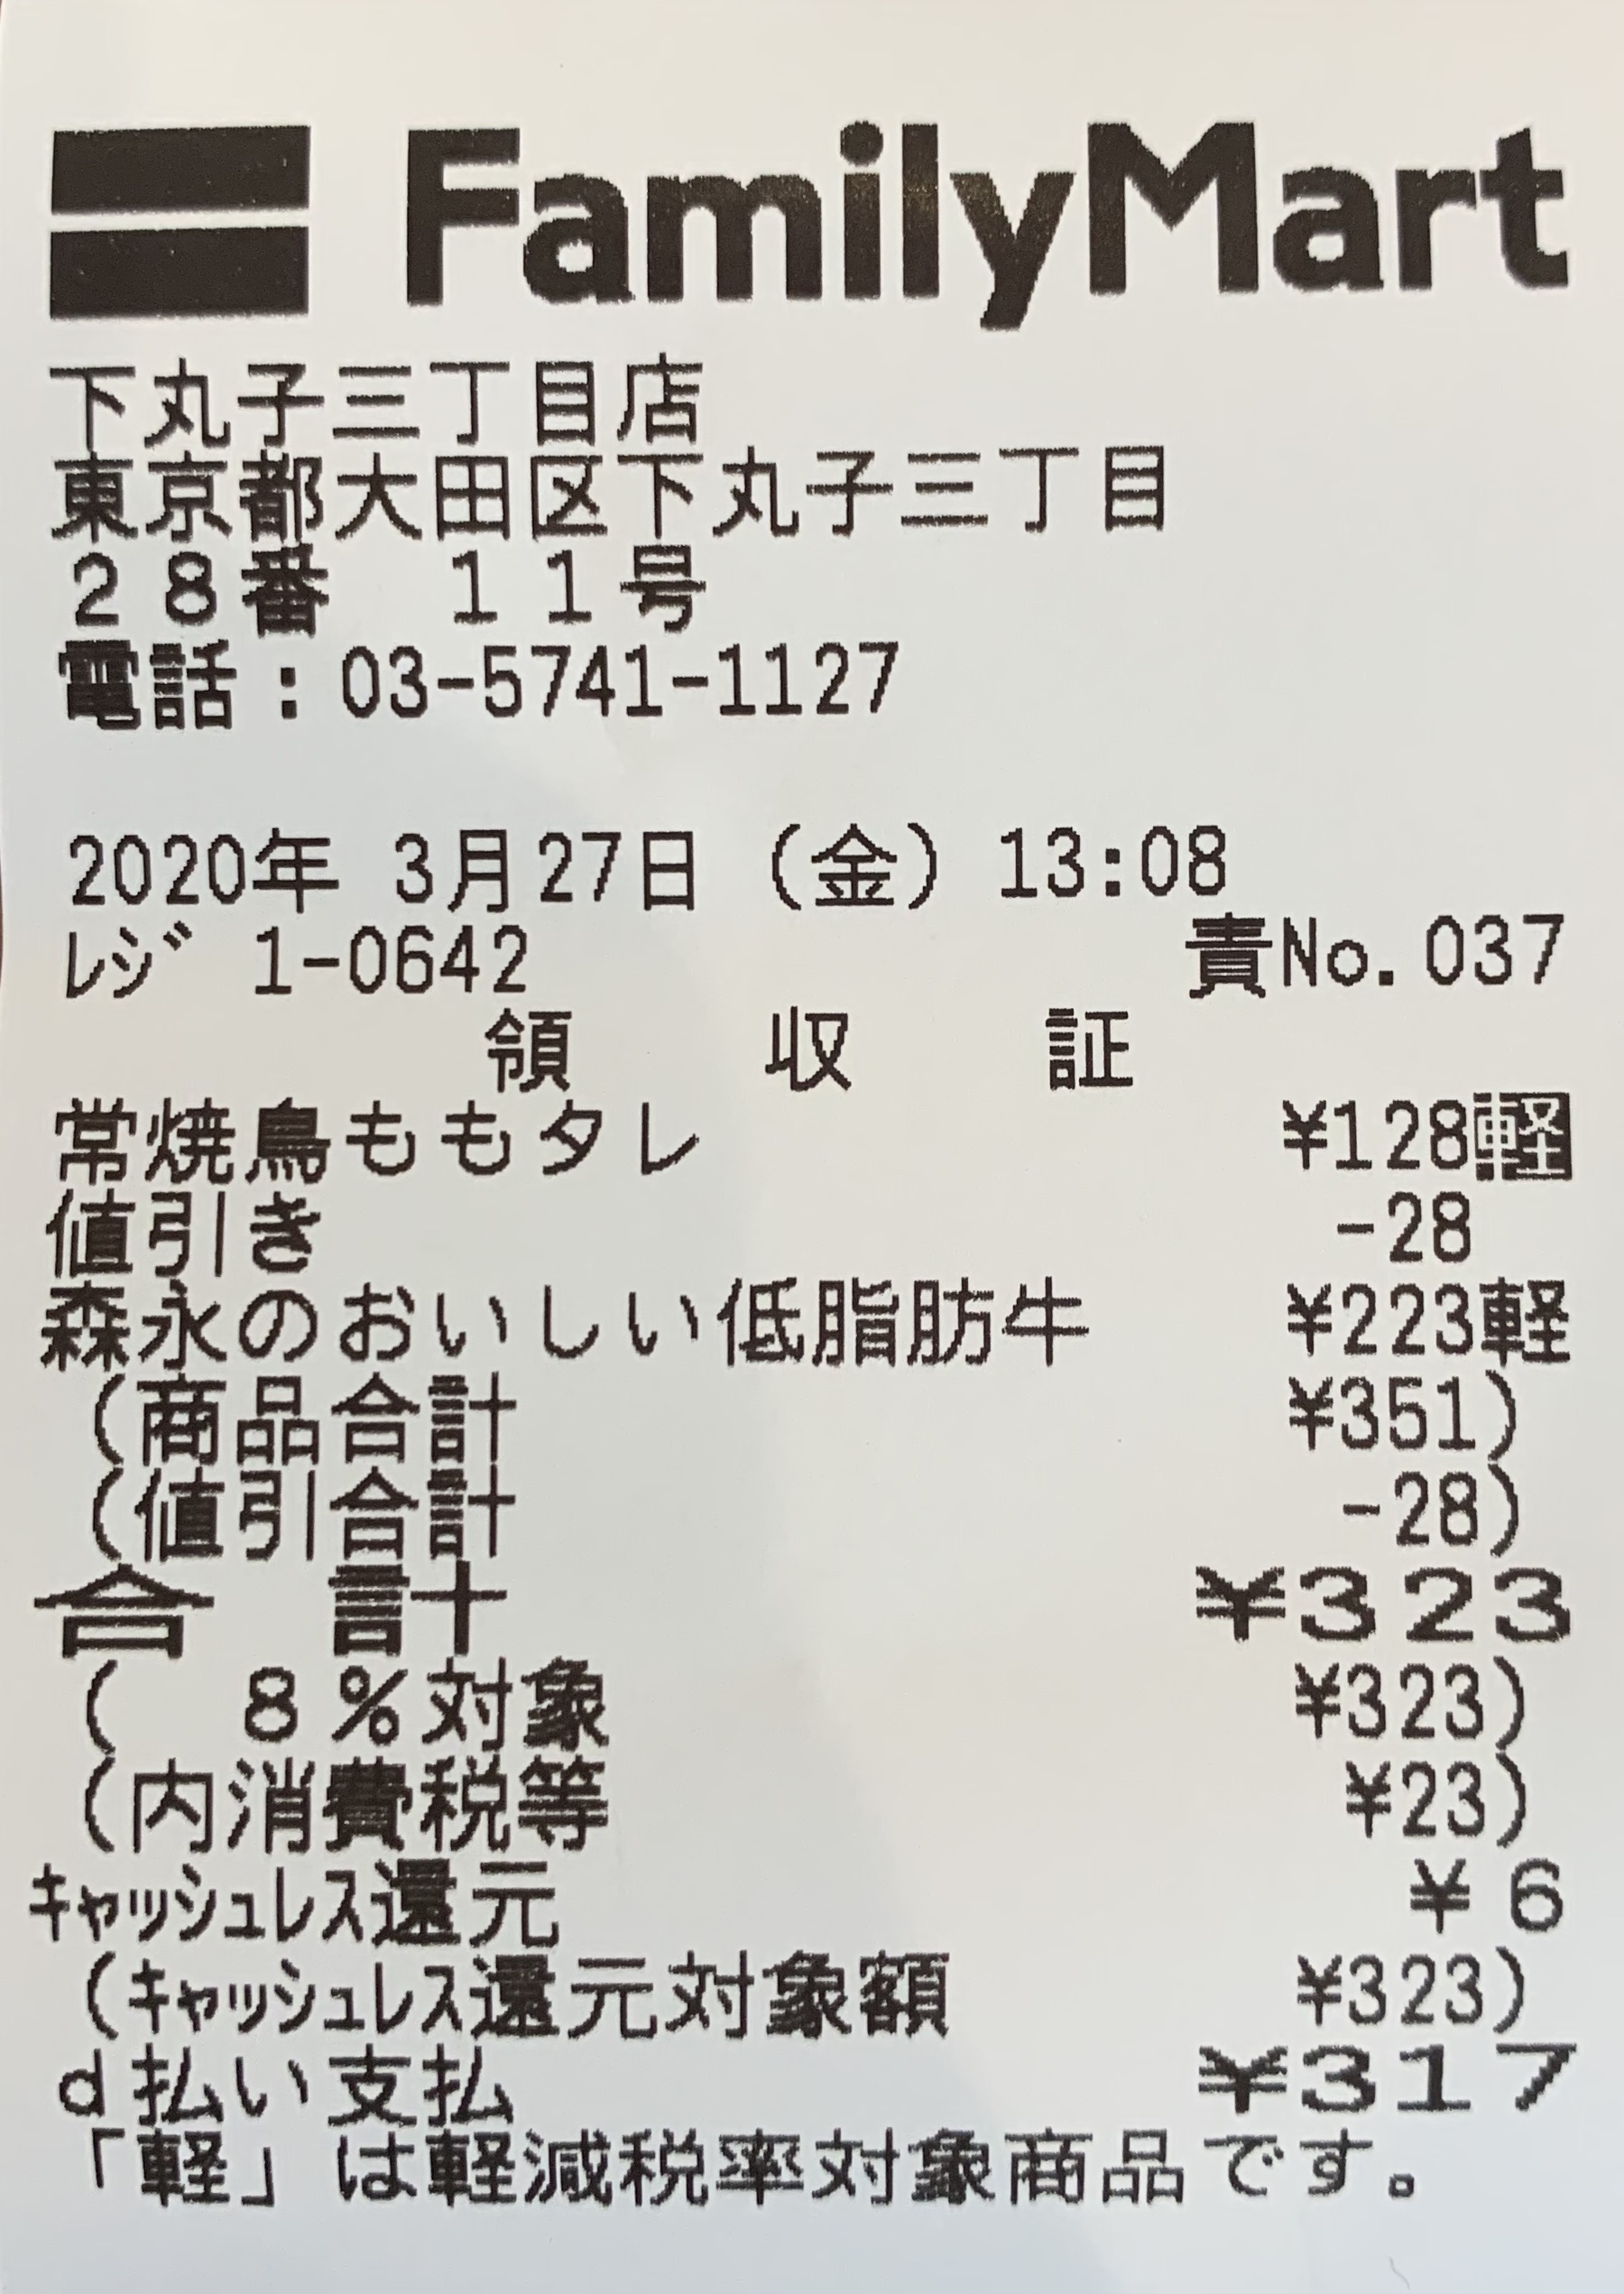 FamilyMart
下丸子三丁目店
東京都大田区下丸子三丁目
28番 11号
電話:03-5741-1127
2020年 3月27日 (金) 13:08
レジ 1-0642 責No.037
領 収 証
常焼鳥ももタレ ¥128軽
値引き -28
森永のおいしい低脂肪牛 ¥223軽
(商品合計 ¥351)
(値引合計 -28)
合 計 ¥323
( 8%対象 ¥323)
(内消費税等 ¥23)
キャッシュレス還元 ¥ 6
(キャッシュレス還元対象額 ¥323)
d払い支払 ¥317
「軽」は軽減税率対象商品です。